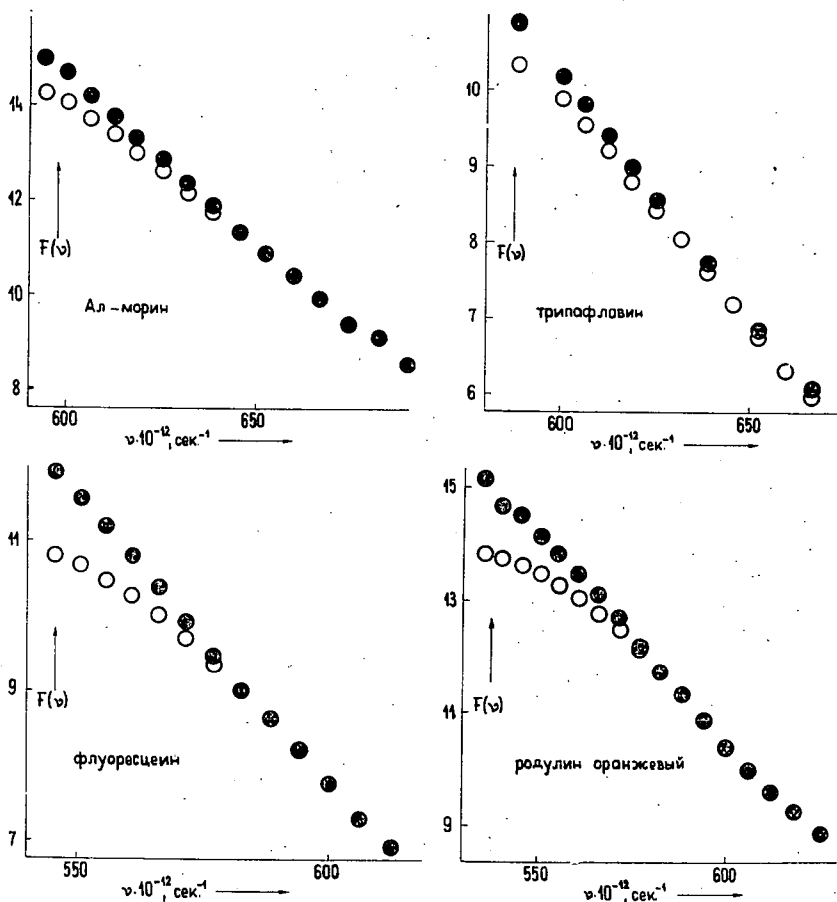 14
12
10
8
F(ν)
Ал-морин
600
650
ν·10⁻¹², сек.⁻¹
10
9
8
7
6
F(ν)
трипафлавин
600
650
ν·10⁻¹², сек.⁻¹
11
9
7
F(ν)
флуоресцеин
550
600
ν·10⁻¹², сек.⁻¹
15
13
11
9
F(ν)
родулин оранжевый
550
600
ν·10⁻¹², сек.⁻¹